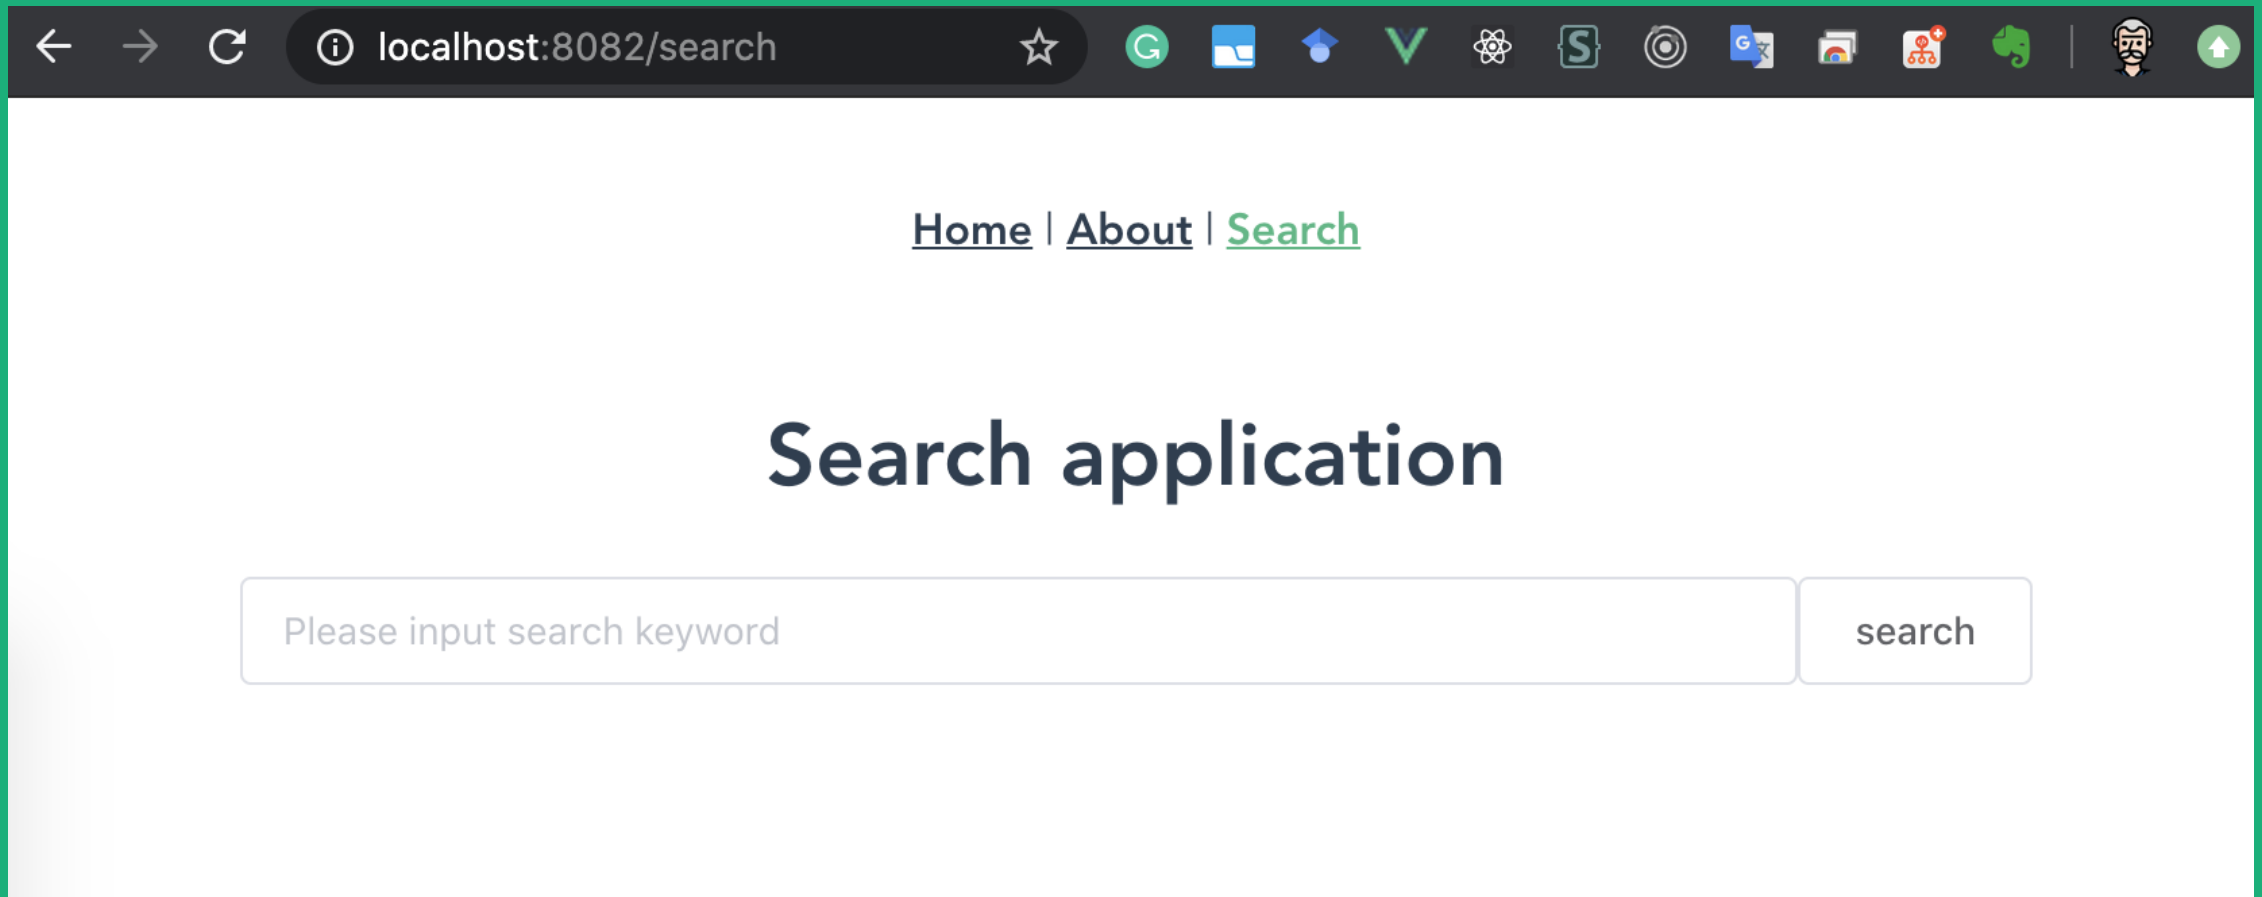 localhost:8082/search
Home | About | Search
Search application
Please input search keyword
search